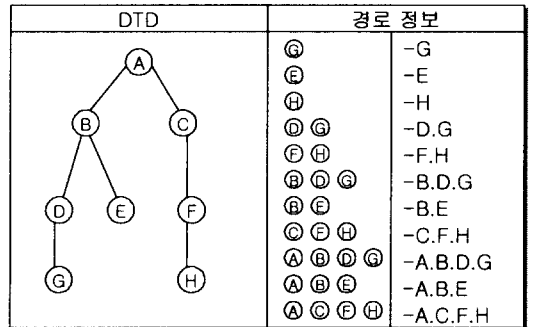 DTD
경로 정보
A
B
C
D
E
F
G
H
Ⓖ -G
Ⓔ -E
Ⓗ -H
Ⓓ Ⓖ -D.G
Ⓕ Ⓗ -F.H
Ⓑ Ⓓ Ⓖ -B.D.G
Ⓑ Ⓔ -B.E
Ⓒ Ⓕ Ⓗ -C.F.H
Ⓐ Ⓑ Ⓓ Ⓖ -A.B.D.G
Ⓐ Ⓑ Ⓔ -A.B.E
Ⓐ Ⓒ Ⓕ Ⓗ -A.C.F.H